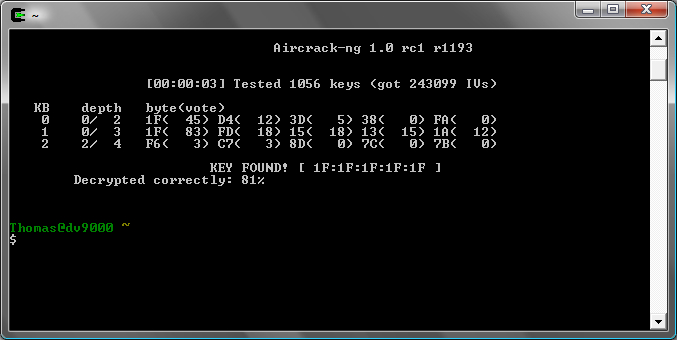 ~
Aircrack-ng 1.0 rc1 r1193
[00:00:03] Tested 1056 keys (got 243099 IVs)
KB    depth   byte(vote)
0    0/  2   1F(  45) D4(  12) 3D(   5) 38(   0) FA(   0)
1    0/  3   1F(  83) FD(  18) 15(  18) 13(  15) 1A(  12)
2    2/  4   F6(   3) C7(   3) 8D(   0) 7C(   0) 7B(   0)
KEY FOUND! [ 1F:1F:1F:1F:1F ]
Decrypted correctly: 81%
Thomas@dv9000 ~
$